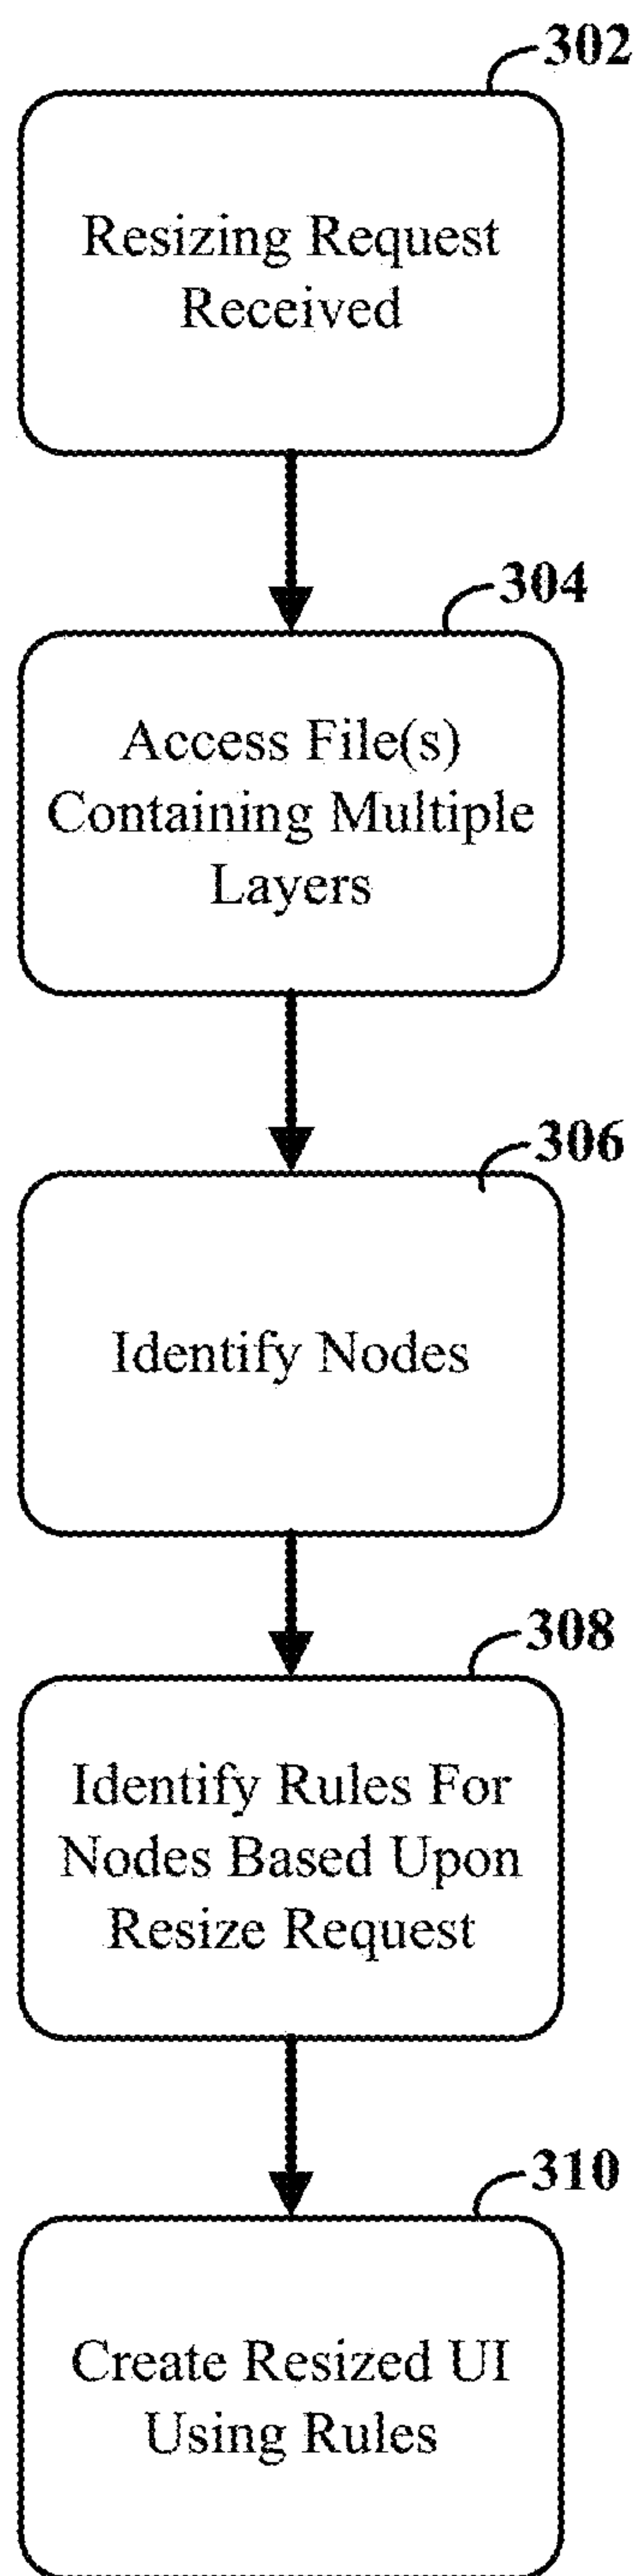 302
Resizing Request
Received
304
Access File(s)
Containing Multiple
Layers
306
Identify Nodes
308
Identify Rules For
Nodes Based Upon
Resize Request
310
Create Resized UI
Using Rules